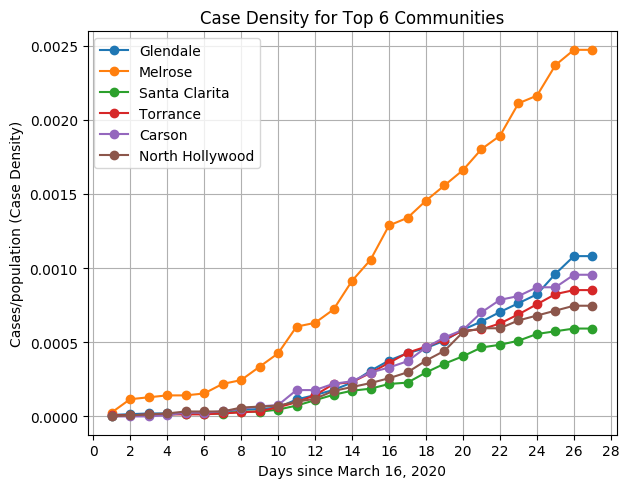 Case Density for Top 6 Communities
Glendale
Melrose
Santa Clarita
Torrance
Carson
North Hollywood
Cases/population (Case Density)
0.0025
0.0020
0.0015
0.0010
0.0005
0.0000
0 2 4 6 8 10 12 14 16 18 20 22 24 26 28
Days since March 16, 2020